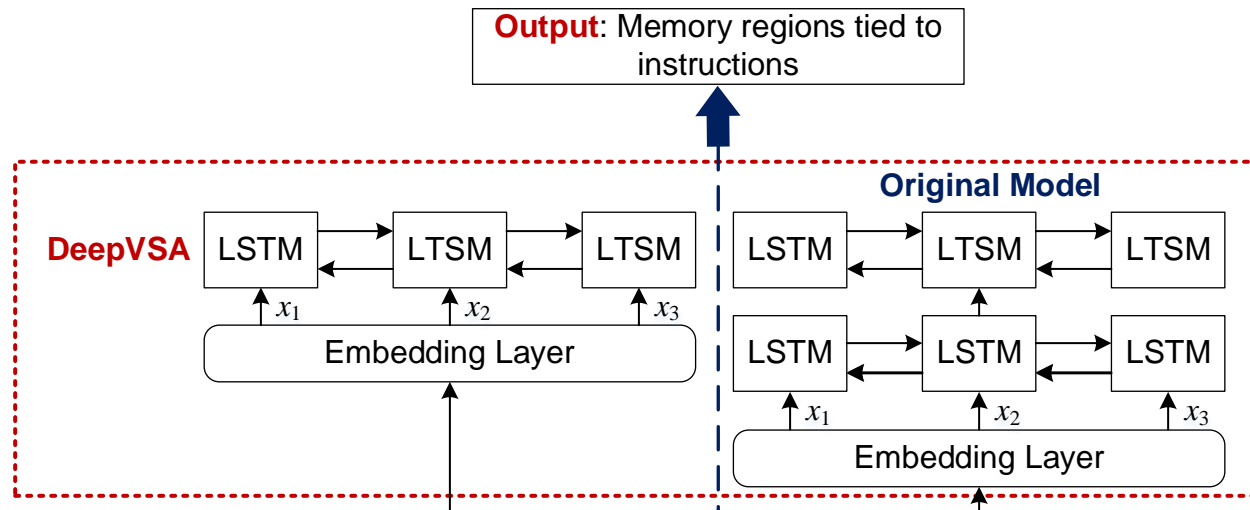 Output: Memory regions tied to
instructions
Original Model
DeepVSA
LSTM LTSM LTSM
x1 x2 x3
Embedding Layer
LSTM LTSM LTSM
LSTM LSTM LSTM
x1 x2 x3
Embedding Layer